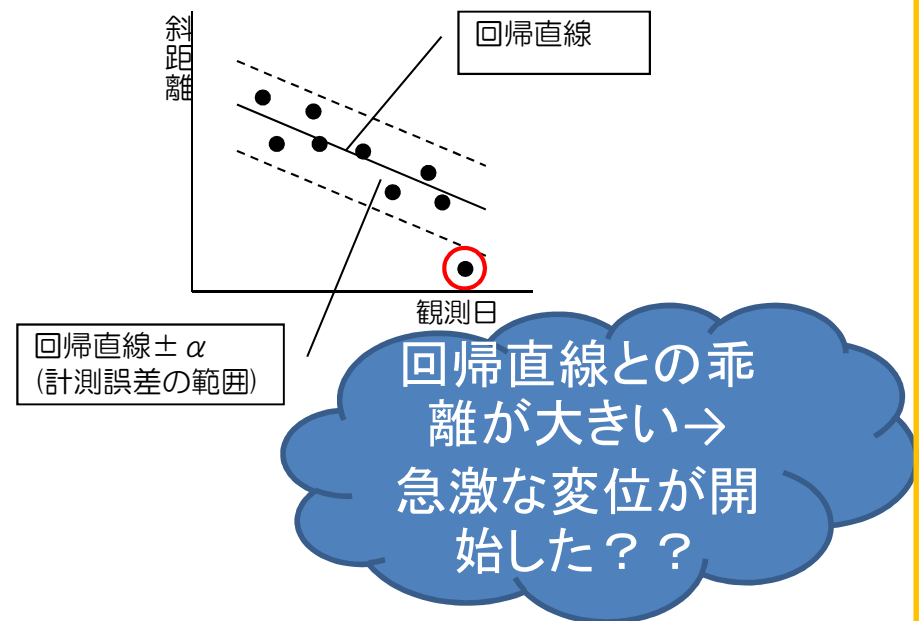 斜距離
回帰直線
観測日
回帰直線±α
(計測誤差の範囲)
回帰直線との乖
離が大きい→
急激な変位が開
始した？？